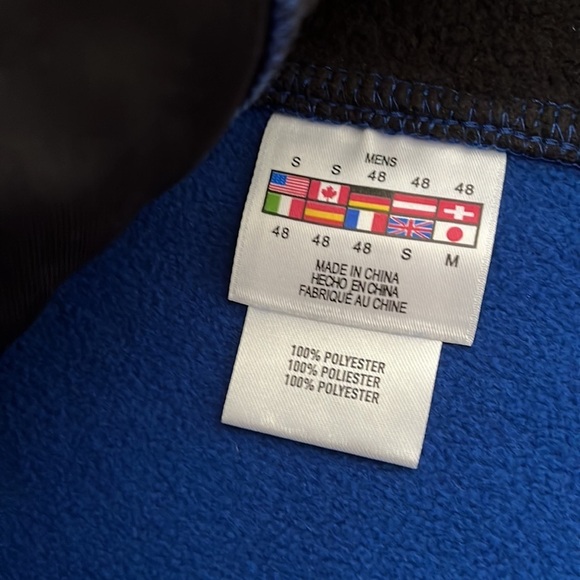 MENS
S S 48 48 48
48 48 48 S M
MADE IN CHINA
HECHO EN CHINA
FABRIQUÉ AU CHINE
100% POLYESTER
100% POLIESTER
100% POLYESTER